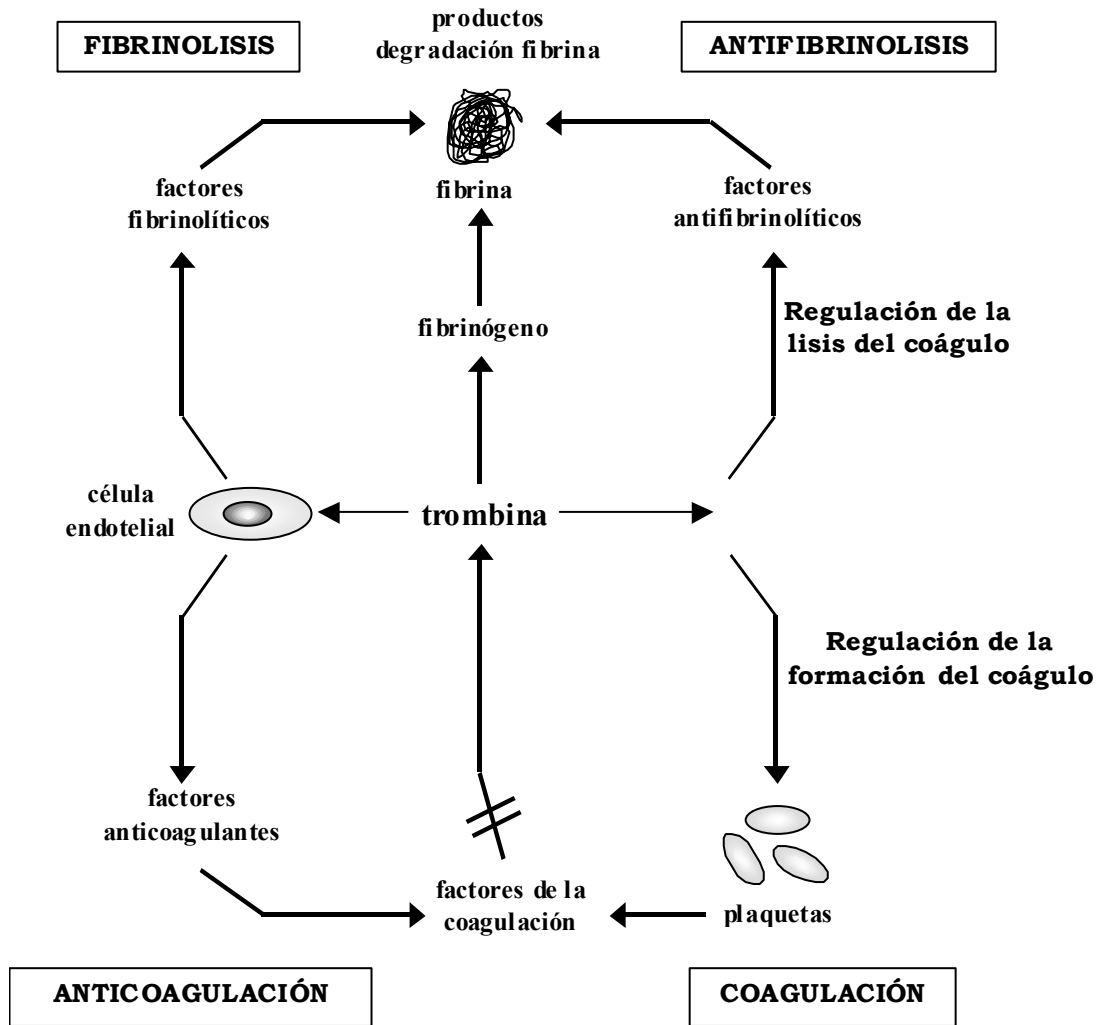 FIBRINOLISIS
productos
degradación fibrina
ANTIFIBRINOLISIS
factores
fibrinolíticos
fibrina
factores
antifibrinolíticos
fibrinógeno
Regulación de la
lisis del coágulo
célula
endotelial
trombina
Regulación de la
formación del coágulo
factores
anticoagulantes
factores de la
coagulación
plaquetas
ANTICOAGULACIÓN
COAGULACIÓN